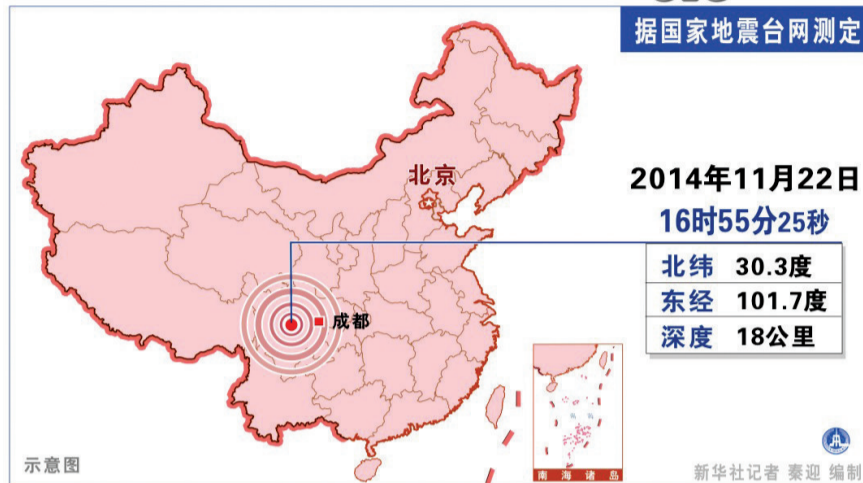 据国家地震台网测定
北京
2014年11月22日
16时55分25秒
北纬 30.3度
东经 101.7度
深度 18公里
成都
南海诸岛
示意图
新华社记者 秦迎 编制